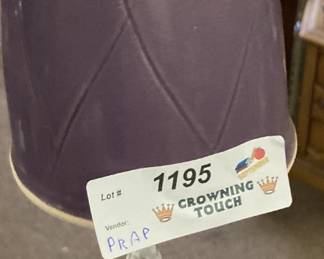 Lot # 1195
CROWNING
TOUCH
Vendor:
PRAP